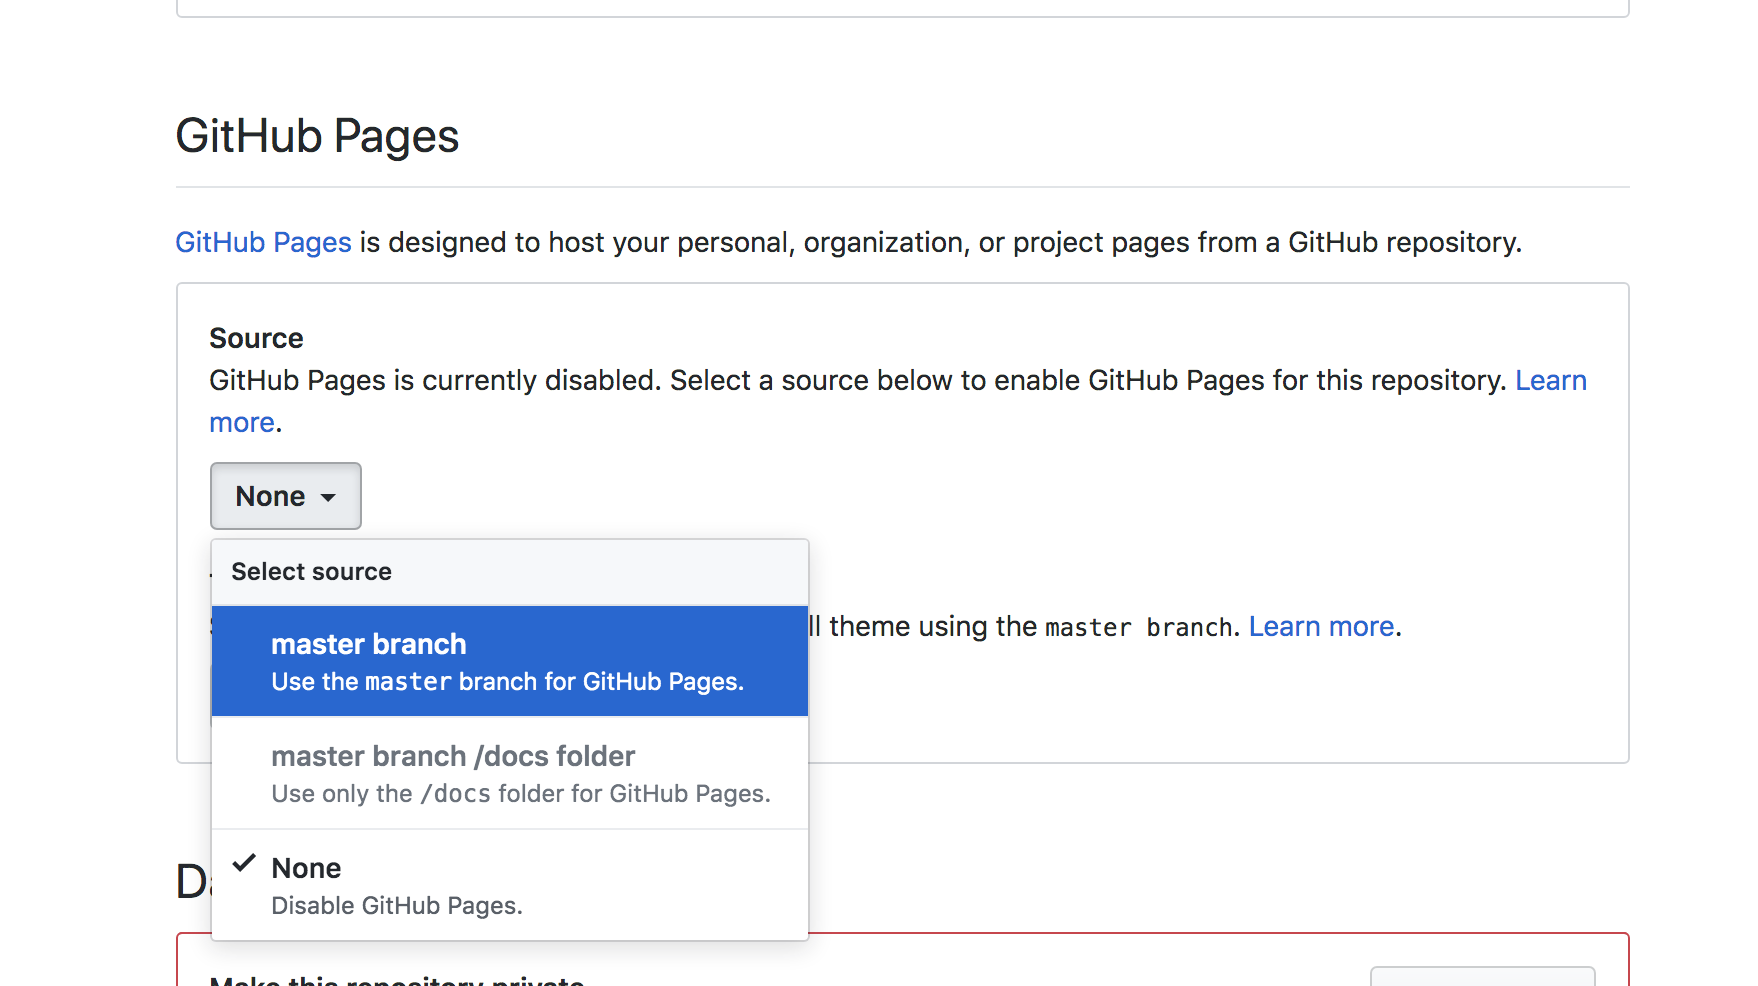 GitHub Pages
GitHub Pages is designed to host your personal, organization, or project pages from a GitHub repository.
Source
GitHub Pages is currently disabled. Select a source below to enable GitHub Pages for this repository. Learn
more.
None
Select source
master branch
Use the master branch for GitHub Pages.
theme using the master branch. Learn more.
master branch /docs folder
Use only the /docs folder for GitHub Pages.
None
Disable GitHub Pages.
Make this repository private